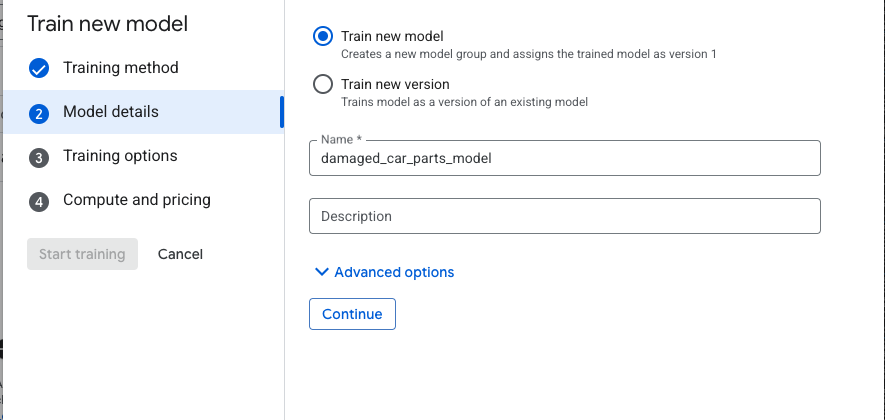 Train new model
Training method
2 Model details
3 Training options
4 Compute and pricing
Start training Cancel
Train new model
Creates a new model group and assigns the trained model as version 1
Train new version
Trains model as a version of an existing model
Name *
damaged_car_parts_model
Description
Advanced options
Continue